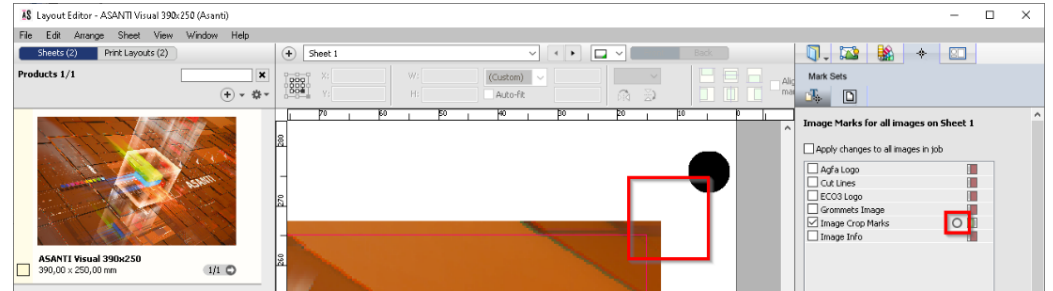 Layout Editor - ASANTI Visual 390x250 (Asanti)
File Edit Arrange Sheet View Window Help
Sheets (2) Print Layouts (2)
Sheet 1
Back
Products 1/1
X: W: (Custom)
Y: H: Auto-fit
Mark Sets
Image Marks for all images on Sheet 1
Apply changes to all images in job
Agfa Logo
Cut Lines
ECO3 Logo
Grommets Image
Image Crop Marks
Image Info
ASANTI
ASANTI Visual 390x250
390,00 x 250,00 mm 1/1
70 60 50 40 30 20 10 0
280
270
260